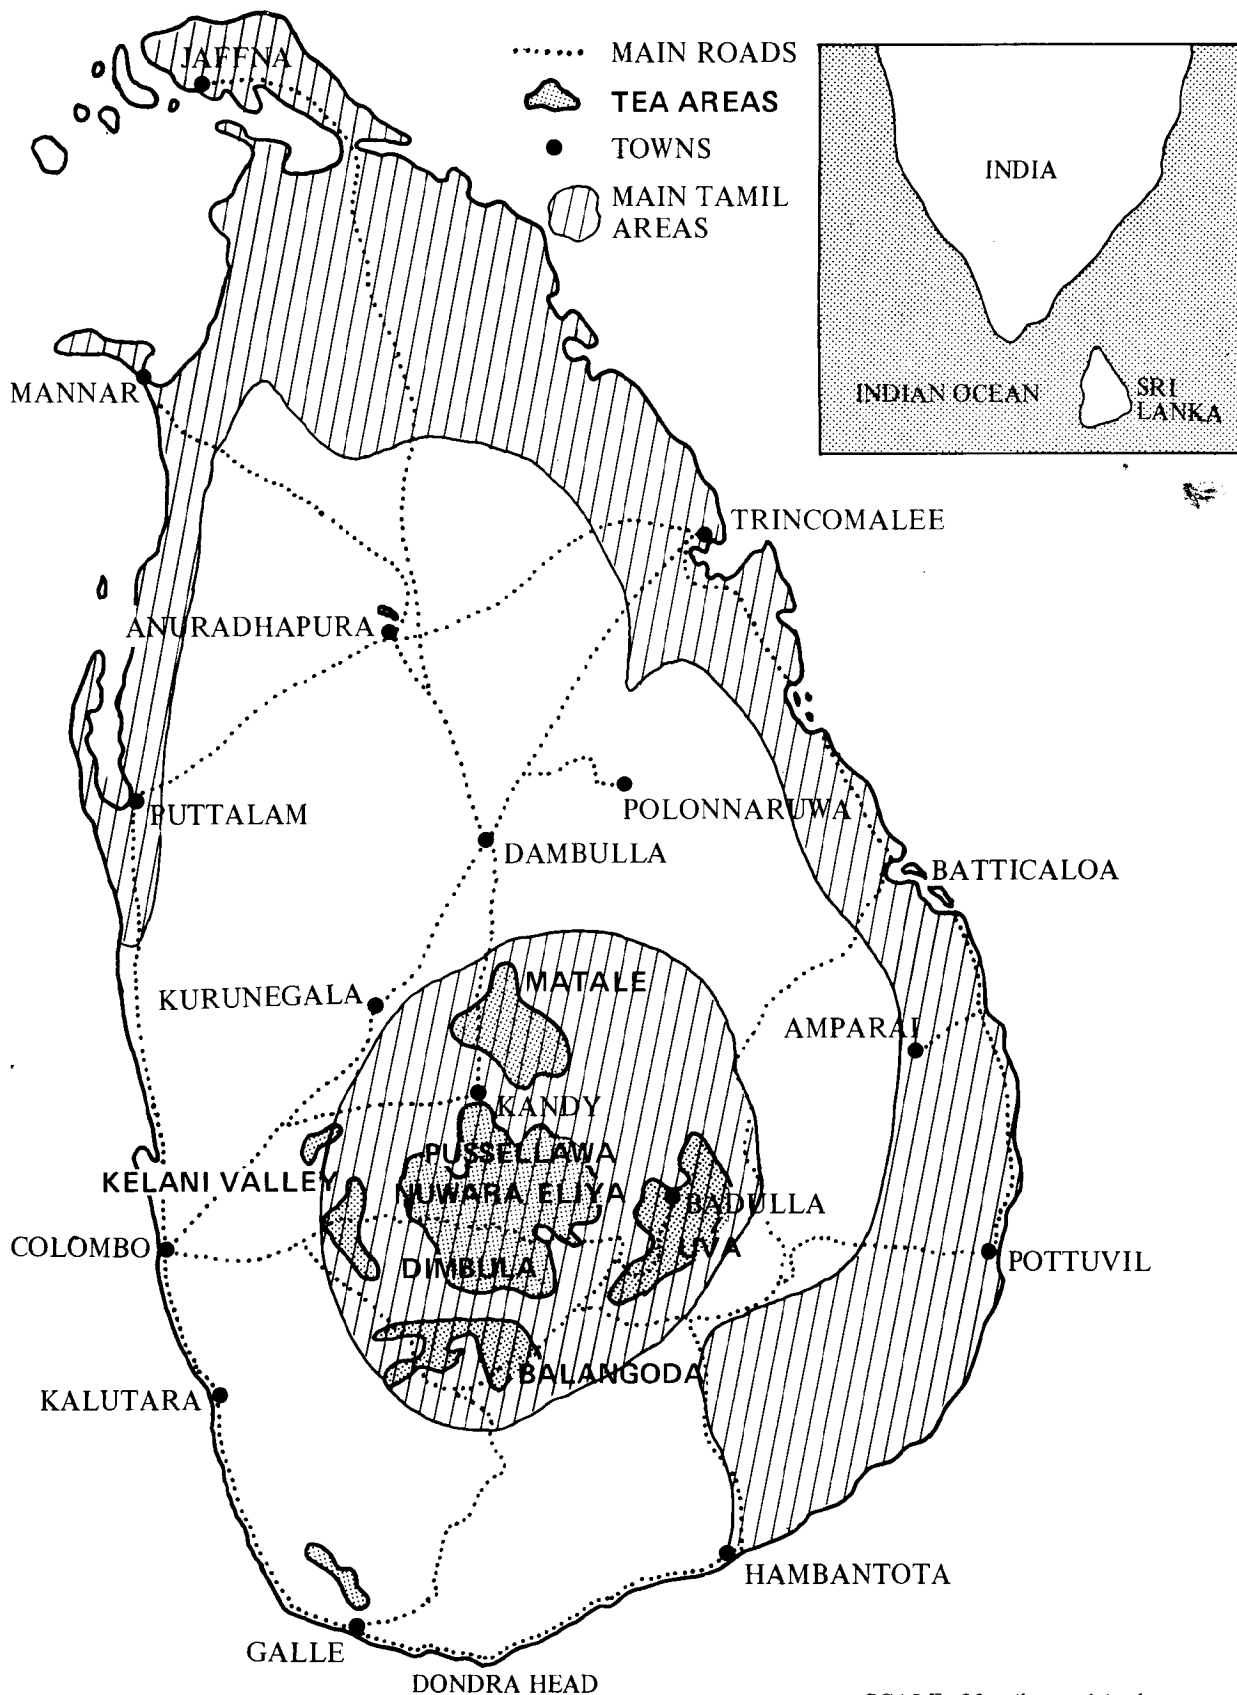 JAFFNA
MAIN ROADS
TEA AREAS
TOWNS
MAIN TAMIL
AREAS
INDIA
INDIAN OCEAN
SRI
LANKA
MANNAR
TRINCOMALEE
ANURADHAPURA
PUTTALAM
POLONNARUWA
DAMBULLA
BATTICALOA
KURUNEGALA
MATALE
AMPARAI
KANDY
PUSSELLAWA
KELANI VALLEY
NUWARA ELIYA
BADULLA
COLOMBO
UVA
POTTUVIL
DIMBULA
BALANGODA
KALUTARA
HAMBANTOTA
GALLE
DONDRA HEAD